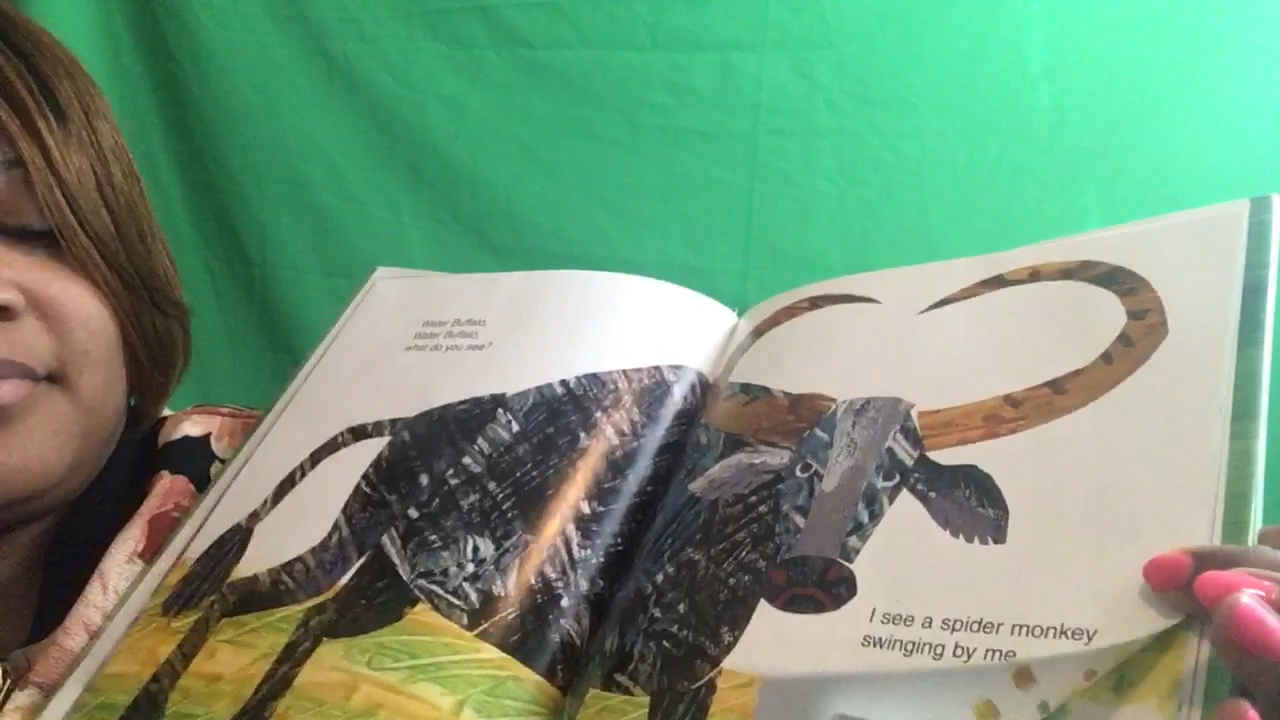 Water Buffalo,
Water Buffalo,
what do you see?
I see a spider monkey
swinging by me